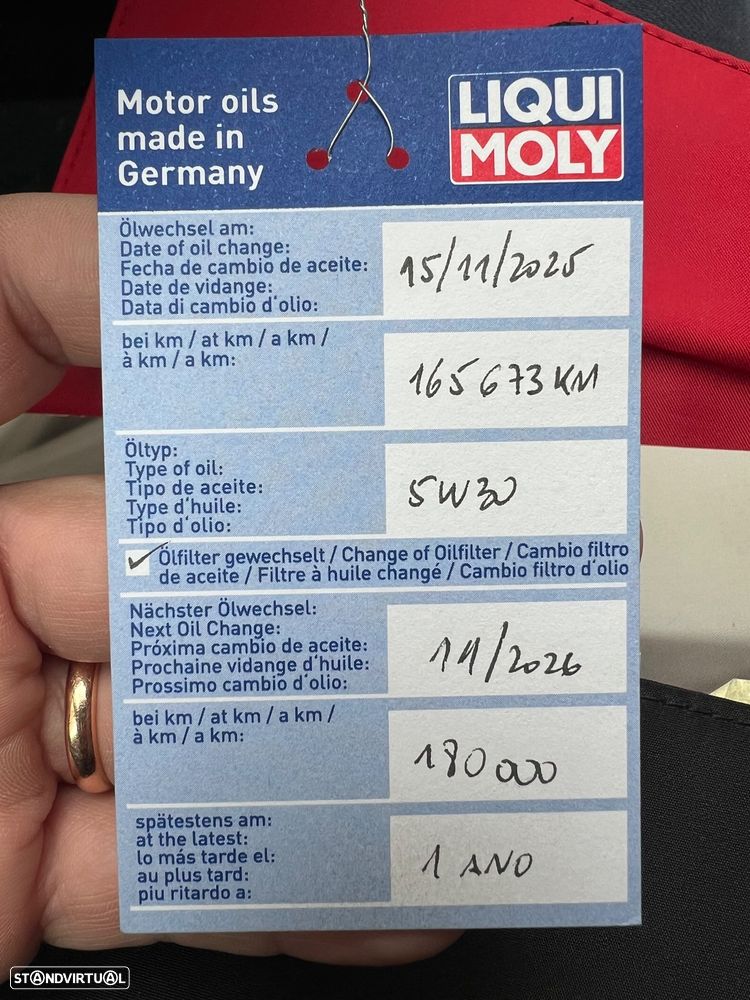 Motor oils
made in
Germany
LIQUI
MOLY
Ölwechsel am:
Date of oil change:
Fecha de cambio de aceite:
Date de vidange:
Data di cambio d'olio:
15/11/2025
bei km / at km / a km /
à km / a km:
165 673 KM
Öltyp:
Type of oil:
Tipo de aceite:
Type d'huile:
Tipo d'olio:
5W30
Ölfilter gewechselt / Change of Oilfilter / Cambio filtro
de aceite / Filtre à huile changé / Cambio filtro d'olio
Nächster Ölwechsel:
Next Oil Change:
Próxima cambio de aceite:
Prochaine vidange d'huile:
Prossimo cambio d'olio:
11/2026
bei km / at km / a km /
à km / a km:
180 000
spätestens am:
at the latest:
lo más tarde el:
au plus tard:
piu ritardo a:
1 ANO
STANDVIRTUAL